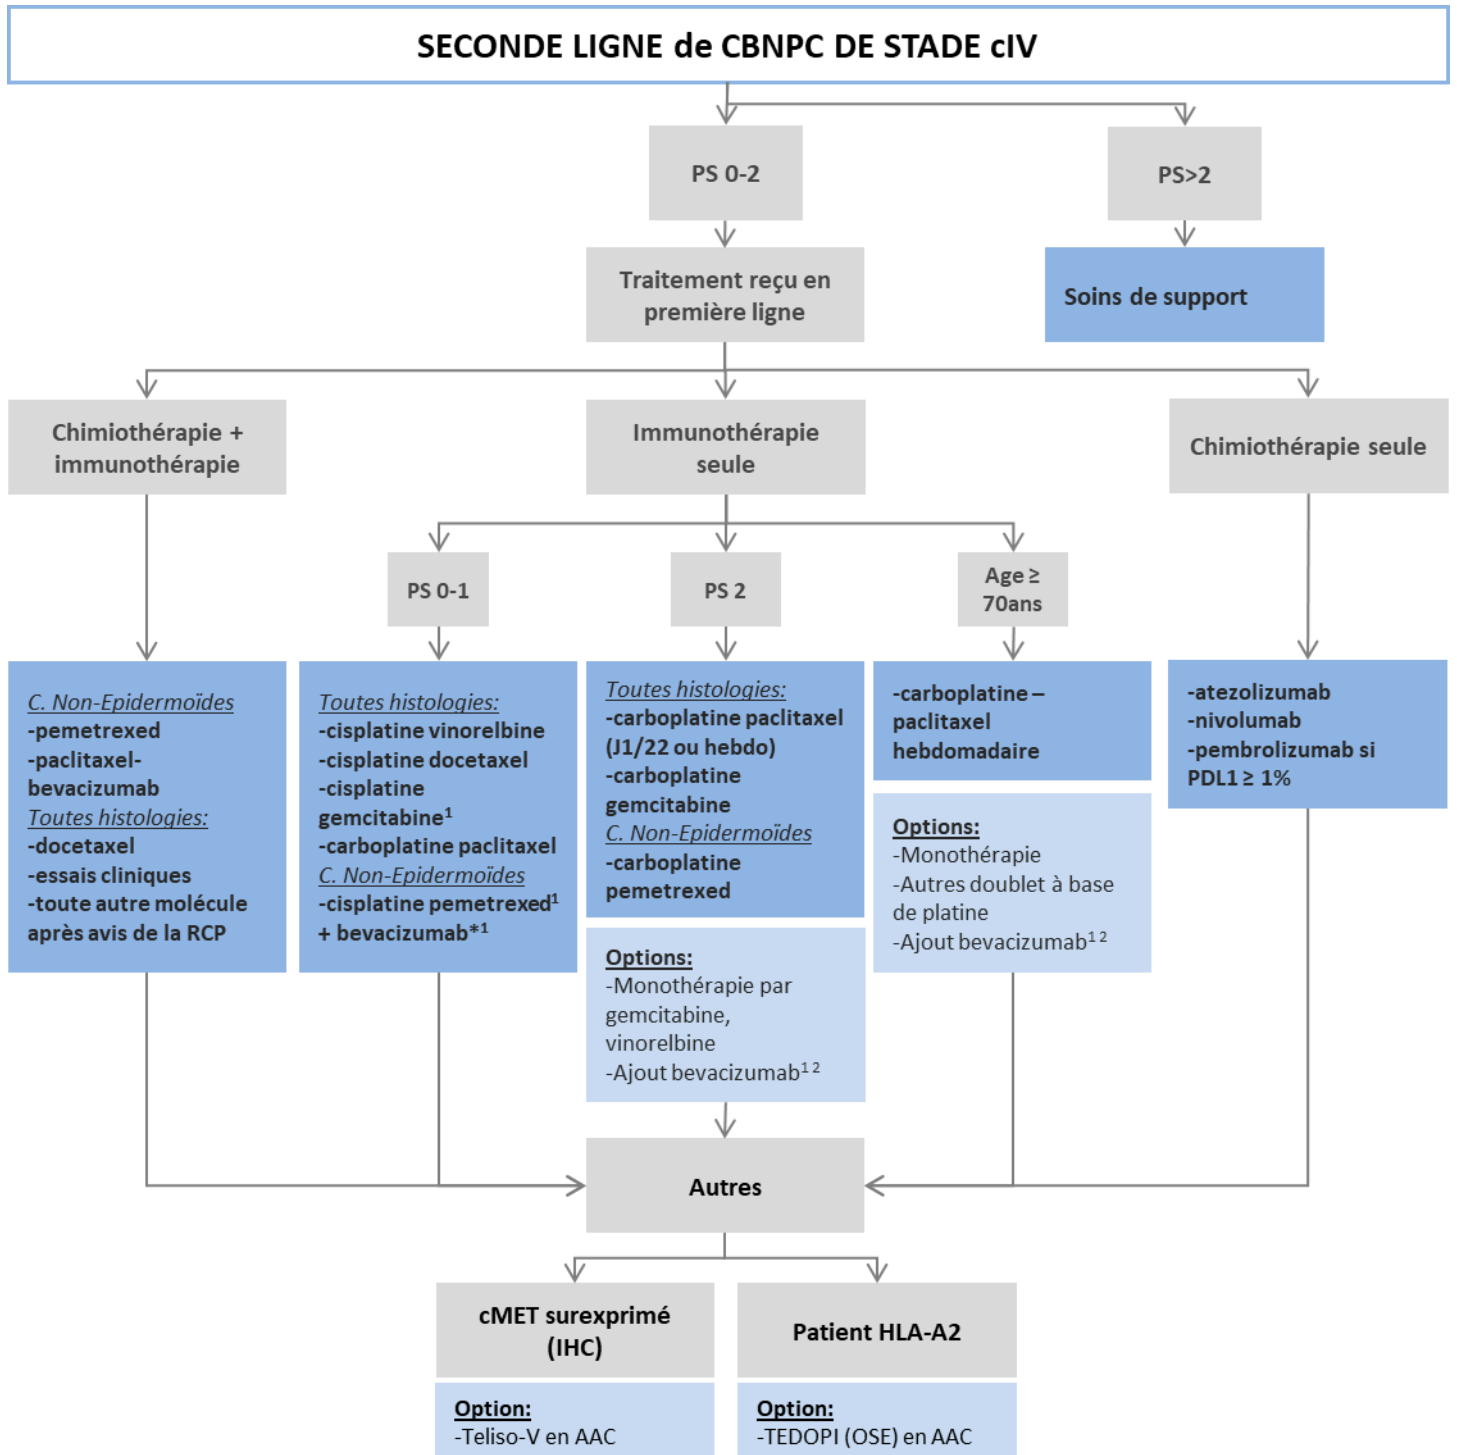 SECONDE LIGNE de CBNPC DE STADE cIV
PS 0-2
PS>2
Traitement reçu en
première ligne
Soins de support
Chimiothérapie +
immunothérapie
Immunothérapie
seule
Chimiothérapie seule
PS 0-1
PS 2
Age ≥
70ans
C. Non-Epidermoïdes
-pemetrexed
-paclitaxel-
bevacizumab
Toutes histologies:
-docetaxel
-essais cliniques
-toute autre molécule
après avis de la RCP
Toutes histologies:
-cisplatine vinorelbine
-cisplatine docetaxel
-cisplatine
gemcitabine¹
-carboplatine paclitaxel
C. Non-Epidermoïdes
-cisplatine pemetrexed¹
+ bevacizumab*¹
Toutes histologies:
-carboplatine paclitaxel
(J1/22 ou hebdo)
-carboplatine
gemcitabine
C. Non-Epidermoïdes
-carboplatine
pemetrexed
Options:
-Monothérapie par
gemcitabine,
vinorelbine
-Ajout bevacizumab¹ ²
-carboplatine –
paclitaxel
hebdomadaire
Options:
-Monothérapie
-Autres doublet à base
de platine
-Ajout bevacizumab¹ ²
-atezolizumab
-nivolumab
-pembrolizumab si
PDL1 ≥ 1%
Autres
cMET surexprimé
(IHC)
Patient HLA-A2
Option:
-Teliso-V en AAC
Option:
-TEDOPI (OSE) en AAC